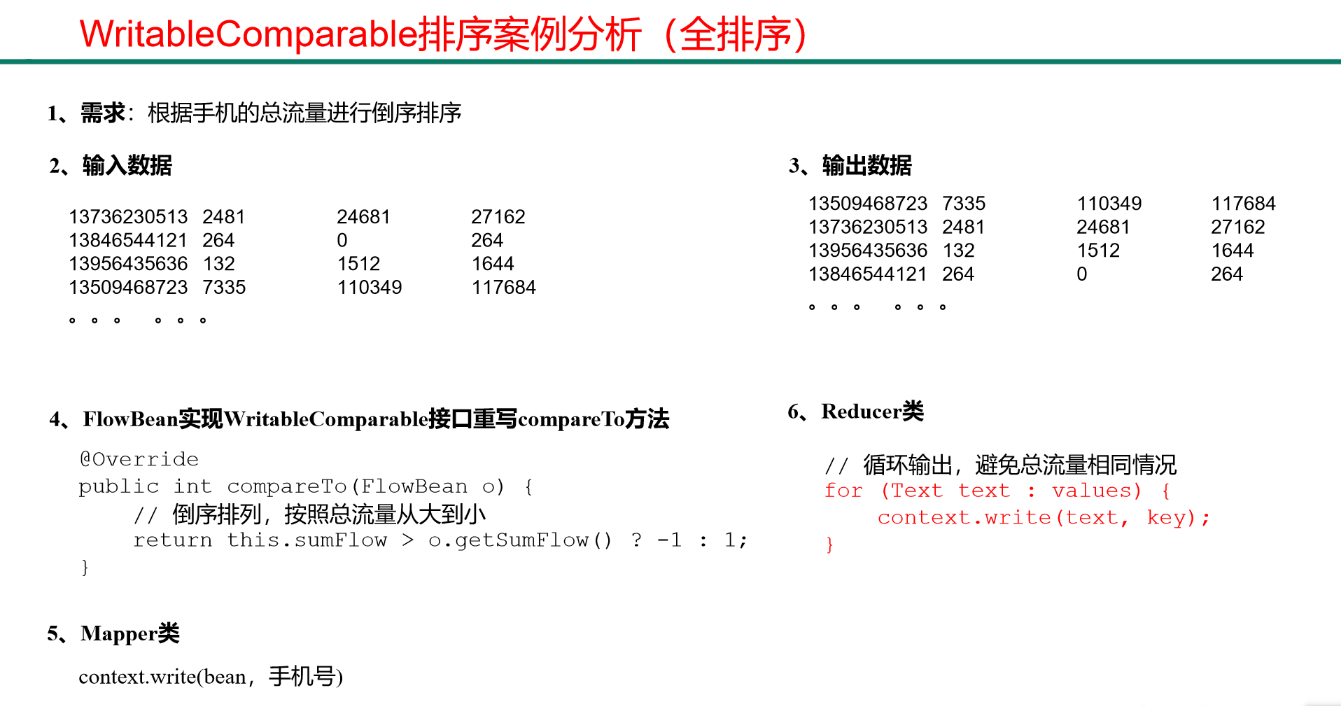 WritableComparable排序案例分析（全排序）
1、需求：根据手机的总流量进行倒序排序
2、输入数据
13736230513 2481 24681 27162
13846544121 264 0 264
13956435636 132 1512 1644
13509468723 7335 110349 117684
。。。 。。。
3、输出数据
13509468723 7335 110349 117684
13736230513 2481 24681 27162
13956435636 132 1512 1644
13846544121 264 0 264
。。。 。。。
4、FlowBean实现WritableComparable接口重写compareTo方法
@Override
public int compareTo(FlowBean o) {
// 倒序排列，按照总流量从大到小
return this.sumFlow > o.getSumFlow() ? -1 : 1;
}
5、Mapper类
context.write(bean，手机号)
6、Reducer类
// 循环输出，避免总流量相同情况
for (Text text : values) {
context.write(text, key);
}